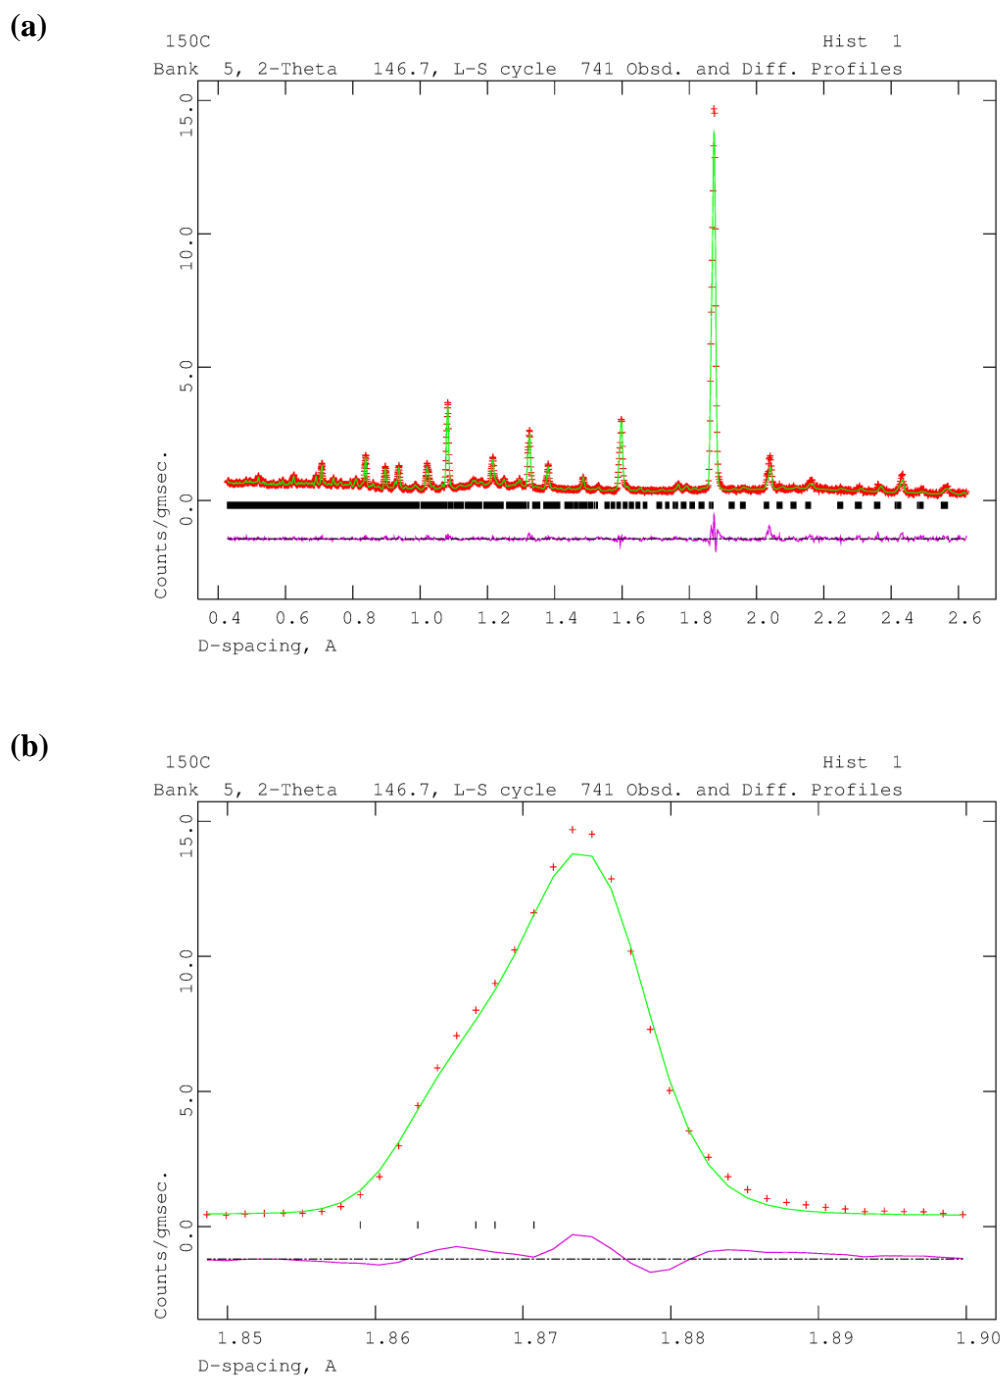 (a)
150C Hist 1
Bank 5, 2-Theta 146.7, L-S cycle 741 Obsd. and Diff. Profiles
15.0
10.0
5.0
0.0
Counts/gmsec.
0.4 0.6 0.8 1.0 1.2 1.4 1.6 1.8 2.0 2.2 2.4 2.6
D-spacing, A
(b)
150C Hist 1
Bank 5, 2-Theta 146.7, L-S cycle 741 Obsd. and Diff. Profiles
15.0
10.0
5.0
0.0
Counts/gmsec.
1.85 1.86 1.87 1.88 1.89 1.90
D-spacing, A